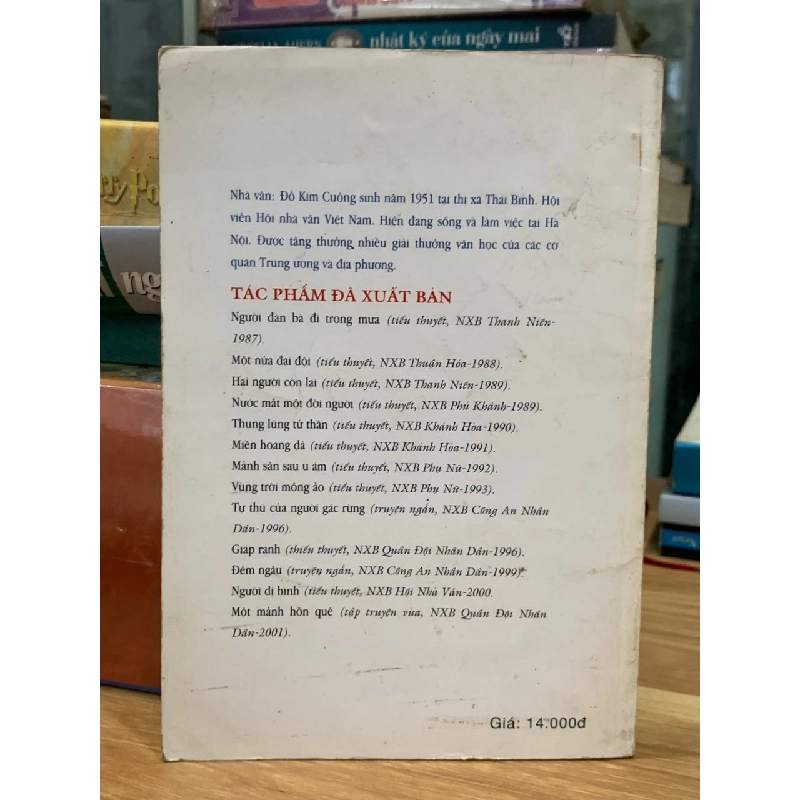 nhật ký của ngày mai
Nhà văn: Đỗ Kim Cuông sinh năm 1951 tại thị xã Thái Bình. Hội
viên Hội nhà văn Việt Nam. Hiện đang sống và làm việc tại Hà
Nội. Được tặng thưởng nhiều giải thưởng văn học của các cơ
quan Trung ương và địa phương.
TÁC PHẨM ĐÃ XUẤT BẢN
Người đàn bà đi trong mưa (tiểu thuyết, NXB Thanh Niên-
1987).
Một nửa đại đội (tiểu thuyết, NXB Thuận Hóa-1988).
Hai người còn lại (tiểu thuyết, NXB Thanh Niên-1989).
Nước mắt một đời người (tiểu thuyết, NXB Phú Khánh-1989).
Thung lũng tử thần (tiểu thuyết, NXB Khánh Hòa-1990).
Miền hoang dã (tiểu thuyết, NXB Khánh Hòa-1991).
Mảnh sân sau u ám (tiểu thuyết, NXB Phụ Nữ-1992).
Vùng trời mộng ảo (tiểu thuyết, NXB Phụ Nữ-1993).
Tự thú của người gác rừng (truyện ngắn, NXB Công An Nhân
Dân-1996).
Giáp ranh (thiểu thuyết, NXB Quân Đội Nhân Dân-1996).
Đêm ngâu (truyện ngắn, NXB Công An Nhân Dân-1999).
Người dị hình (tiểu thuyết, NXB Hội Nhà Văn-2000.
Một mảnh hồn quê (tập truyện vừa, NXB Quân Đội Nhân
Dân-2001).
Giá: 14.000đ